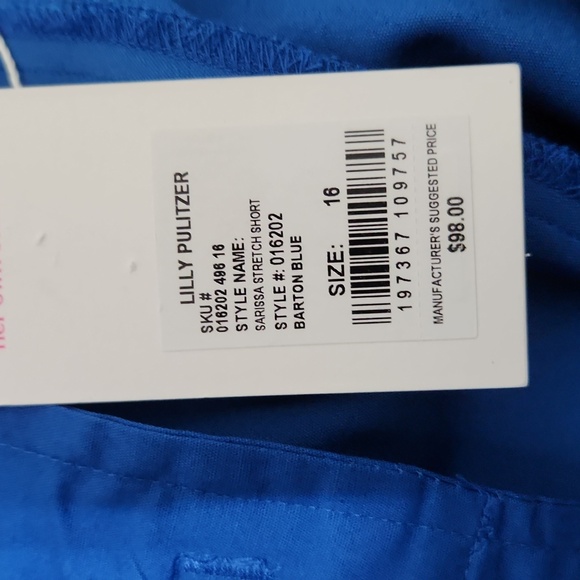 LILLY PULITZER
SKU #
016202 496 16
STYLE NAME:
SARISSA STRETCH SHORT
STYLE #: 016202
BARTON BLUE
SIZE: 16
197367 109757
MANUFACTURER'S SUGGESTED PRICE
$98.00